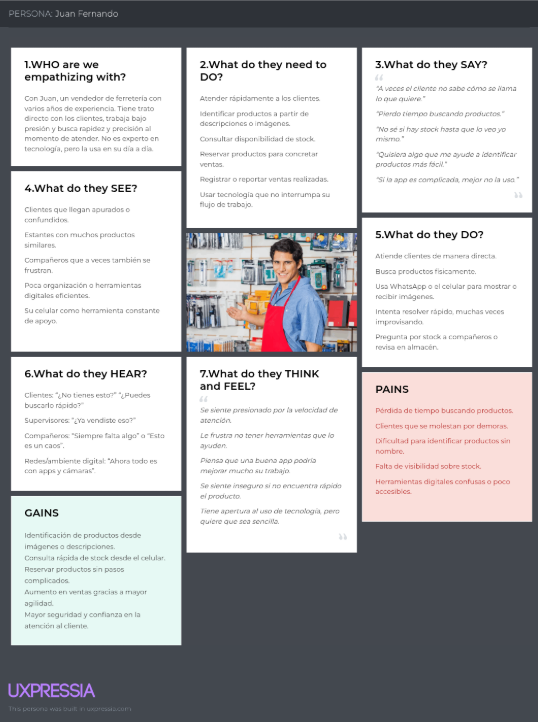 PERSONA: Juan Fernando
1.WHO are we
empathizing with?
Con Juan, un vendedor de ferretería con
varios años de experiencia. Tiene trato
directo con los clientes, trabaja bajo
presión y busca rapidez y precisión al
momento de atender. No es experto en
tecnología, pero la usa en su día a día.
2.What do they need to
DO?
Atender rápidamente a los clientes.
Identificar productos a partir de
descripciones o imágenes.
Consultar disponibilidad de stock.
Reservar productos para concretar
ventas.
Registrar o reportar ventas realizadas.
Usar tecnología que no interrumpa su
flujo de trabajo.
3.What do they SAY?
“A veces el cliente no sabe cómo se llama
lo que quiere.”
“Pierdo tiempo buscando productos.”
“No sé si hay stock hasta que lo veo yo
mismo.”
“Quisiera algo que me ayude a identificar
productos más fácil.”
“Si la app es complicada, mejor no la uso.”
4.What do they SEE?
Clientes que llegan apurados o
confundidos.
Estantes con muchos productos
similares.
Compañeros que a veces también se
frustran.
Poca organización o herramientas
digitales eficientes.
Su celular como herramienta constante
de apoyo.
5.What do they DO?
Atiende clientes de manera directa.
Busca productos físicamente.
Usa WhatsApp o el celular para mostrar o
recibir imágenes.
Intenta resolver rápido, muchas veces
improvisando.
Pregunta por stock a compañeros o
revisa en almacén.
6.What do they HEAR?
Clientes: “¿No tienes esto?” “¿Puedes
buscarlo rápido?”
Supervisores: “¿Ya vendiste eso?”
Compañeros: “Siempre falta algo” o “Esto
es un caos”.
Redes/ambiente digital: “Ahora todo es
con apps y cámaras”.
7.What do they THINK
and FEEL?
Se siente presionado por la velocidad de
atención.
Le frustra no tener herramientas que lo
ayuden.
Piensa que una buena app podría
mejorar mucho su trabajo.
Se siente inseguro si no encuentra rápido
el producto.
Tiene apertura al uso de tecnología, pero
quiere que sea sencilla.
PAINS
Pérdida de tiempo buscando productos.
Clientes que se molestan por demoras.
Dificultad para identificar productos sin
nombre.
Falta de visibilidad sobre stock.
Herramientas digitales confusas o poco
accesibles.
GAINS
Identificación de productos desde
imágenes o descripciones.
Consulta rápida de stock desde el celular.
Reservar productos sin pasos
complicados.
Aumento en ventas gracias a mayor
agilidad.
Mayor seguridad y confianza en la
atención al cliente.
UXPRESSIA
This persona was built in uxpressia.com